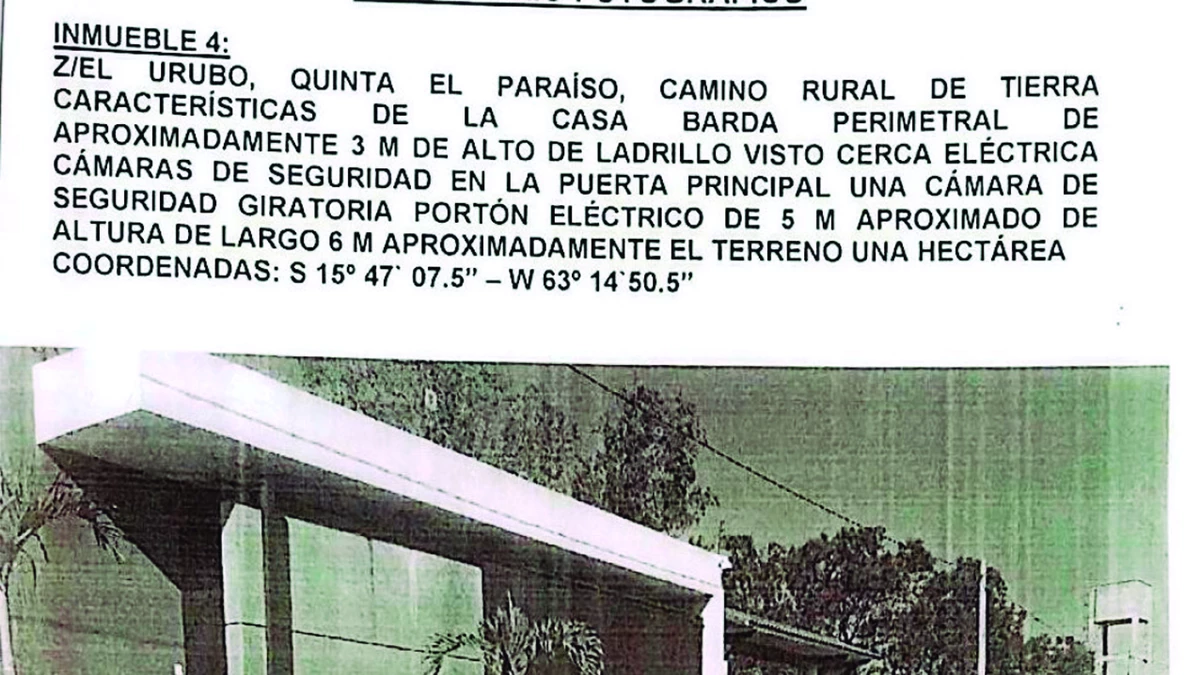 INMUEBLE 4:
Z/EL URUBO, QUINTA EL PARAÍSO, CAMINO RURAL DE TIERRA
CARACTERÍSTICAS DE LA CASA BARDA PERIMETRAL DE
APROXIMADAMENTE 3 M DE ALTO DE LADRILLO VISTO CERCA ELÉCTRICA
CÁMARAS DE SEGURIDAD EN LA PUERTA PRINCIPAL UNA CÁMARA DE
SEGURIDAD GIRATORIA PORTÓN ELÉCTRICO DE 5 M APROXIMADO DE
ALTURA DE LARGO 6 M APROXIMADAMENTE EL TERRENO UNA HECTÁREA
COORDENADAS: S 15º 47` 07.5” – W 63º 14`50.5”